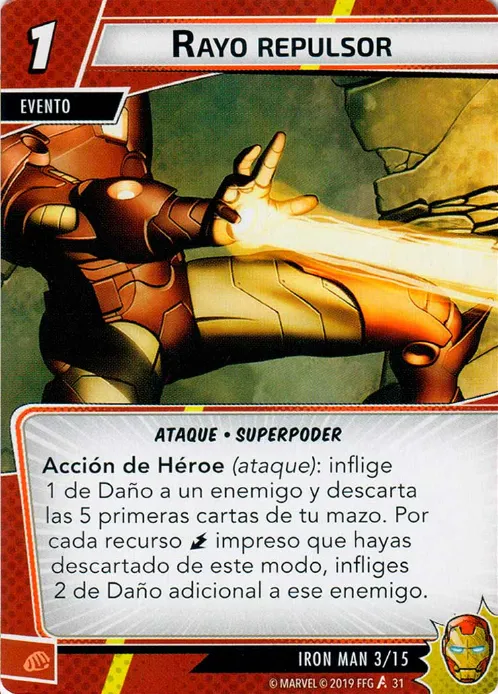 1
RAYO REPULSOR
EVENTO
ATAQUE • SUPERPODER
Acción de Héroe (ataque): inflige
1 de Daño a un enemigo y descarta
las 5 primeras cartas de tu mazo. Por
cada recurso impreso que hayas
descartado de este modo, infliges
2 de Daño adicional a ese enemigo.
IRON MAN 3/15
© MARVEL © 2019 FFG 31